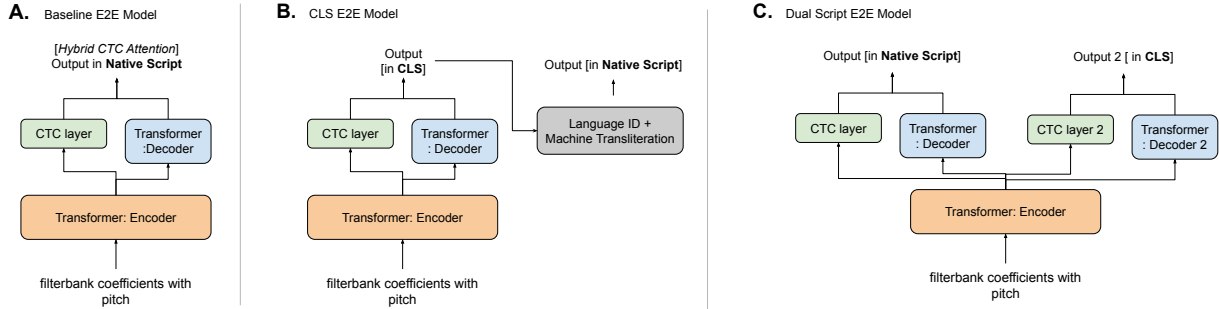 A. Baseline E2E Model
[Hybrid CTC Attention]
Output in Native Script
CTC layer
Transformer
:Decoder
Transformer: Encoder
filterbank coefficients with
pitch
B. CLS E2E Model
Output
[in CLS]
Output [in Native Script]
CTC layer
Transformer
: Decoder
Language ID +
Machine Transliteration
Transformer: Encoder
filterbank coefficients with
pitch
C. Dual Script E2E Model
Output [in Native Script]
Output 2 [ in CLS]
CTC layer
Transformer
: Decoder
CTC layer 2
Transformer
: Decoder 2
Transformer: Encoder
filterbank coefficients with
pitch